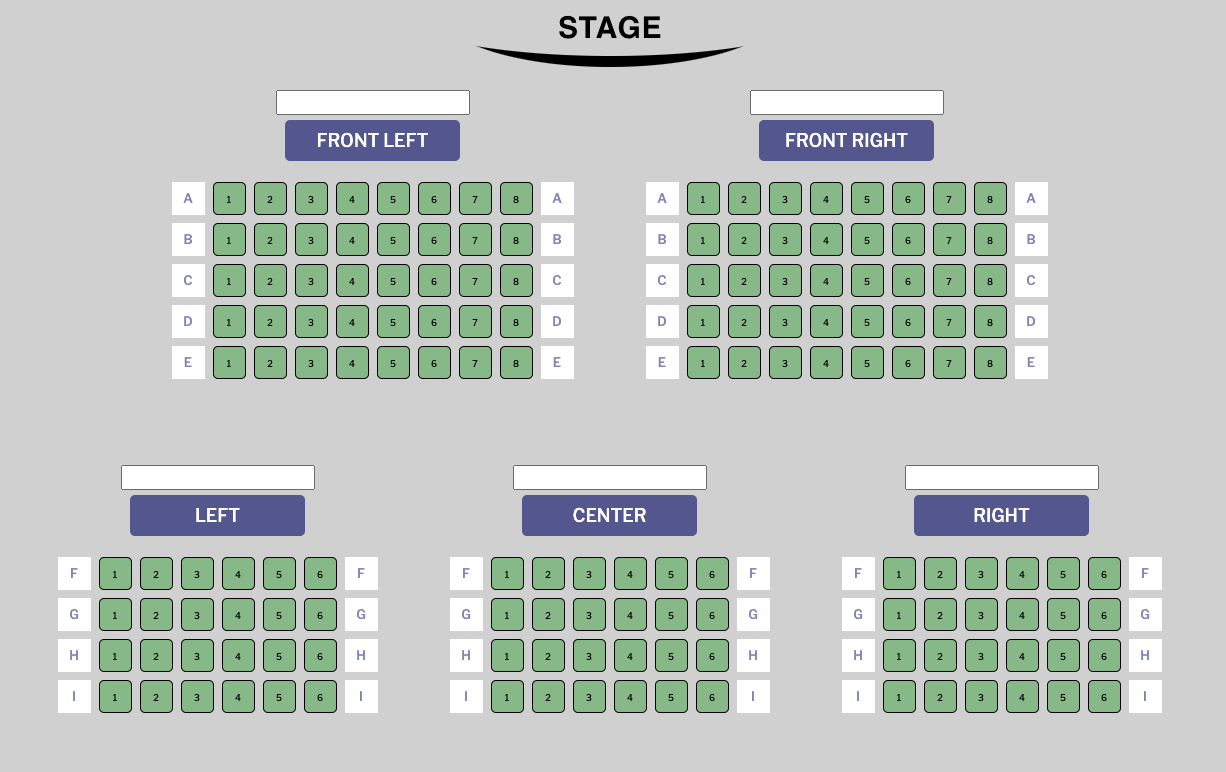 STAGE
FRONT LEFT FRONT RIGHT
A 1 2 3 4 5 6 7 8 A A 1 2 3 4 5 6 7 8 A
B 1 2 3 4 5 6 7 8 B B 1 2 3 4 5 6 7 8 B
C 1 2 3 4 5 6 7 8 C C 1 2 3 4 5 6 7 8 C
D 1 2 3 4 5 6 7 8 D D 1 2 3 4 5 6 7 8 D
E 1 2 3 4 5 6 7 8 E E 1 2 3 4 5 6 7 8 E
LEFT CENTER RIGHT
F 1 2 3 4 5 6 F F 1 2 3 4 5 6 F F 1 2 3 4 5 6 F
G 1 2 3 4 5 6 G G 1 2 3 4 5 6 G G 1 2 3 4 5 6 G
H 1 2 3 4 5 6 H H 1 2 3 4 5 6 H H 1 2 3 4 5 6 H
I 1 2 3 4 5 6 I I 1 2 3 4 5 6 I I 1 2 3 4 5 6 I